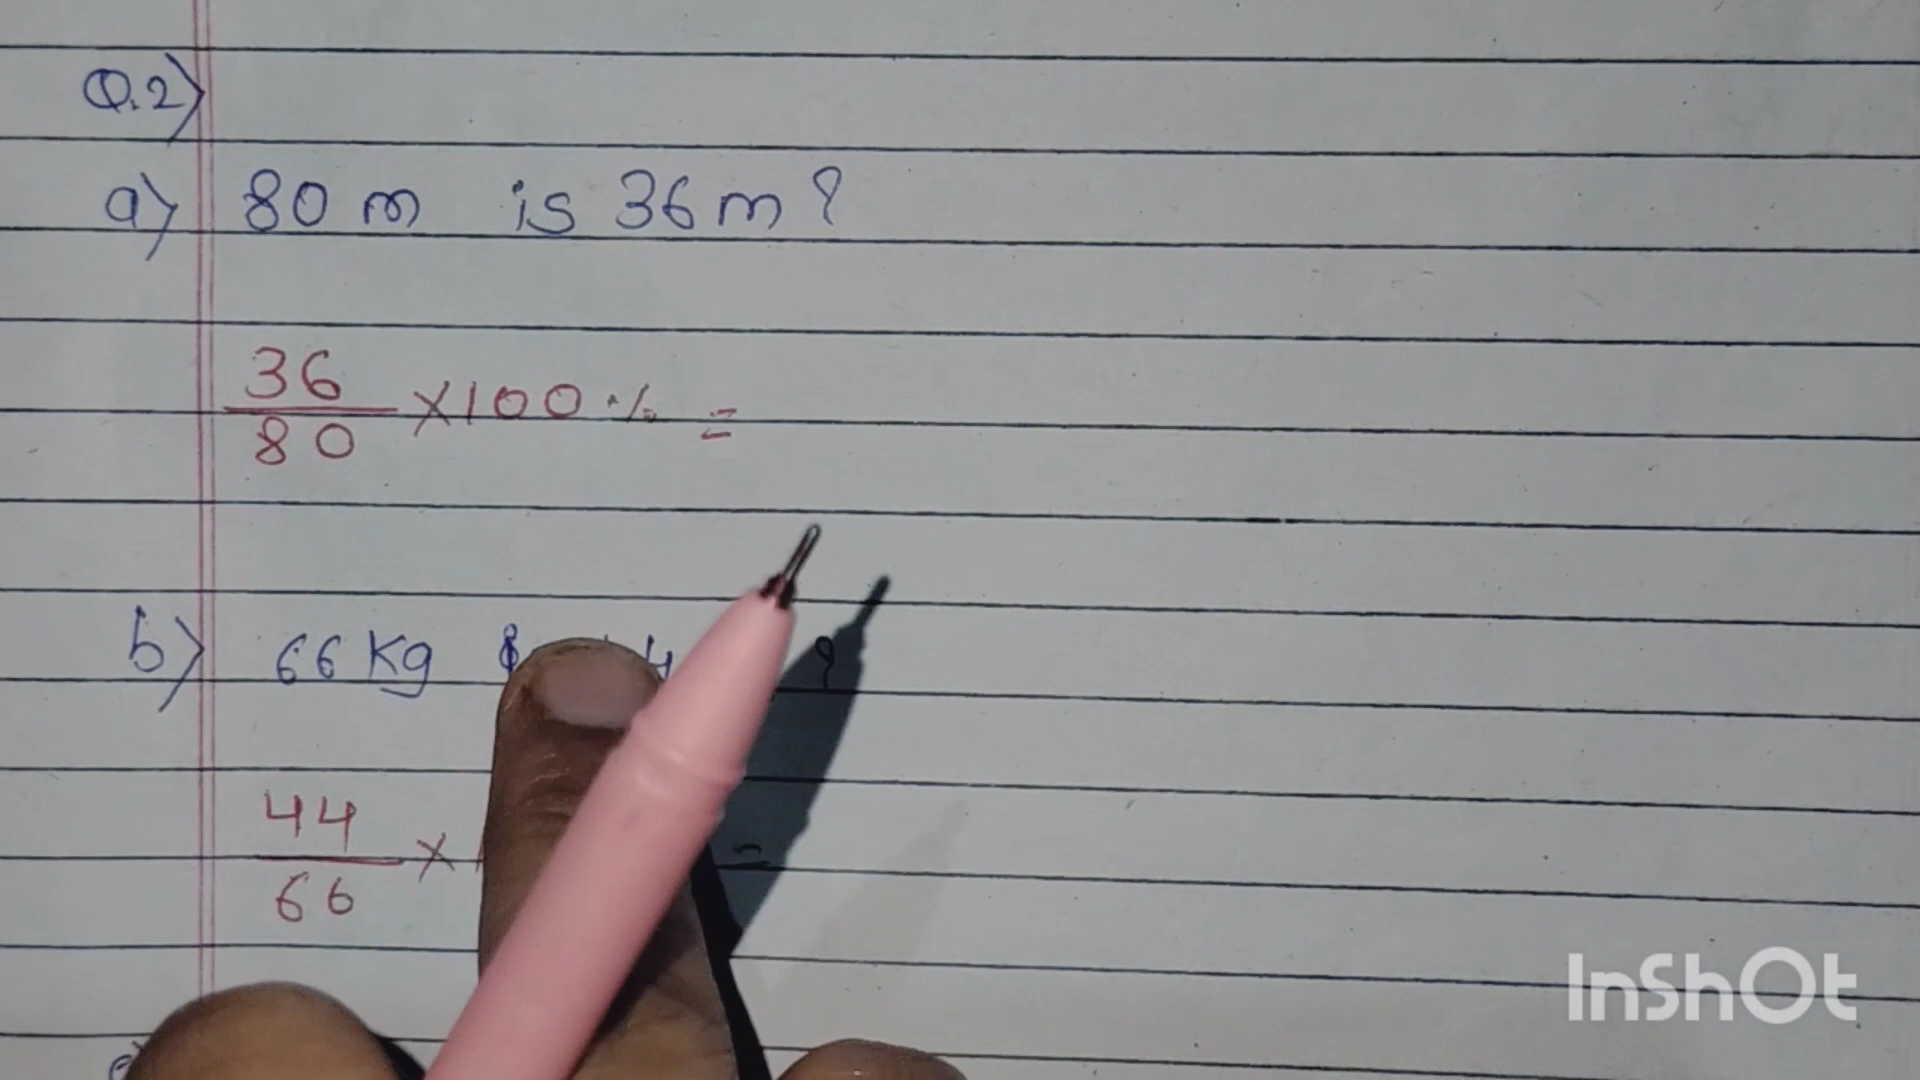 Q.2)
a) 80 m is 36 m ?
36
80 × 100 % =
b) 66 Kg ?
44
66 ×
InShOt